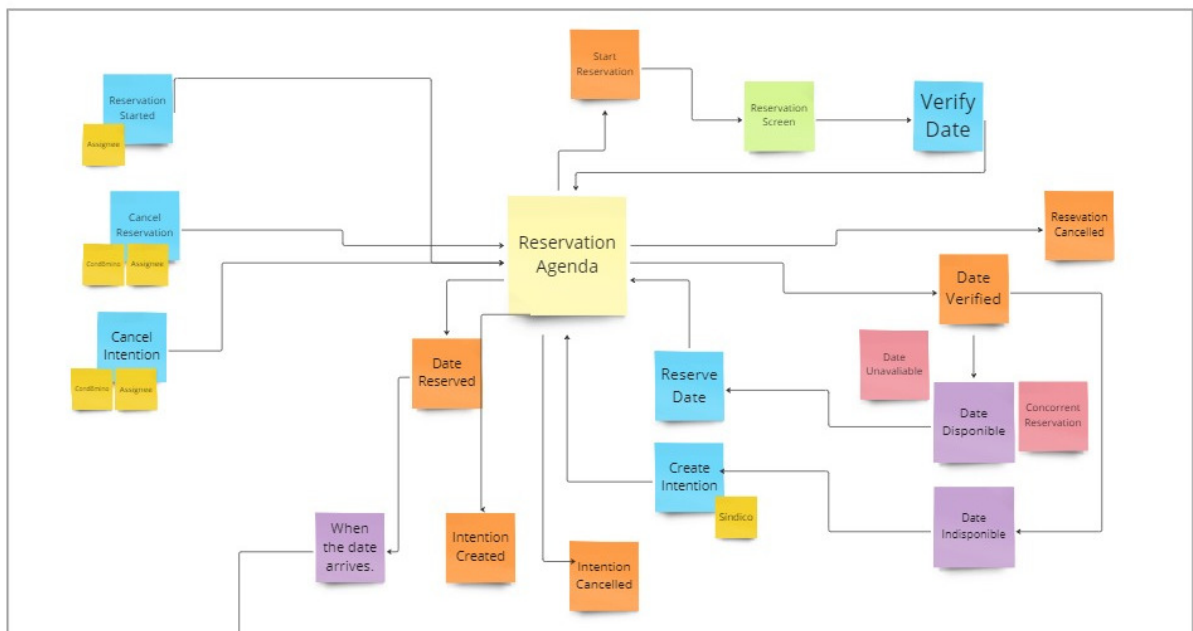 Start
Reservation
Reservation
Started
Assignee
Reservation
Screen
Verify
Date
Cancel
Reservation
Condômino
Assignee
Reservation
Agenda
Resevation
Cancelled
Date
Verified
Cancel
Intention
Condômino
Assignee
Date
Reserved
Reserve
Date
Date
Unavaliable
Date
Disponible
Concorrent
Reservation
Create
Intention
Síndico
When
the date
arrives.
Intention
Created
Intention
Cancelled
Date
Indisponible